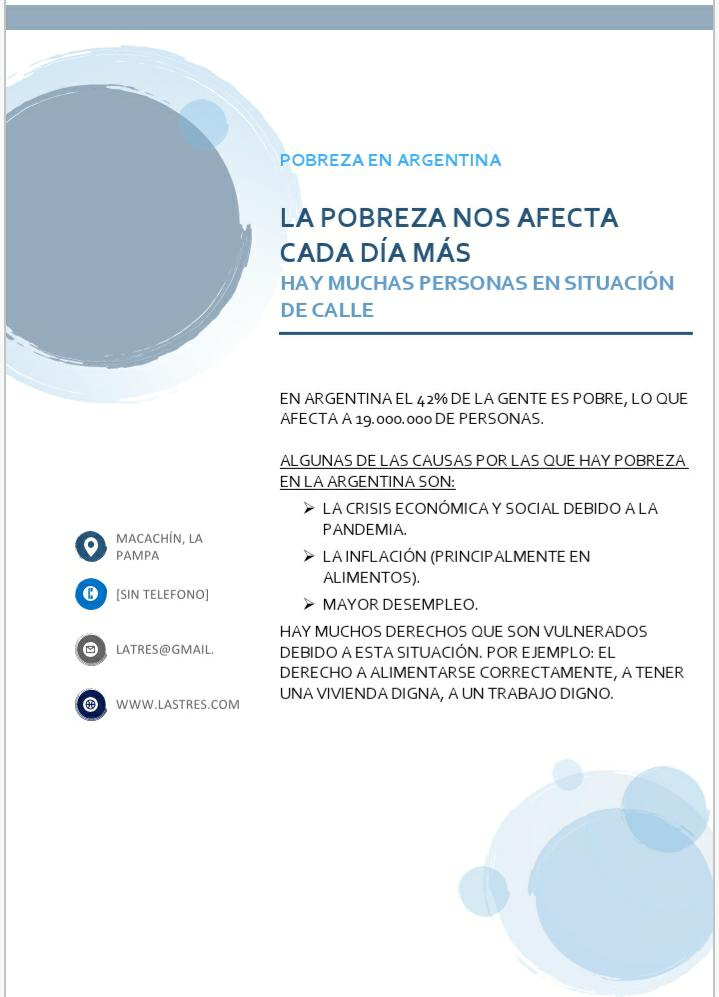 POBREZA EN ARGENTINA
LA POBREZA NOS AFECTA
CADA DÍA MÁS
HAY MUCHAS PERSONAS EN SITUACIÓN
DE CALLE
EN ARGENTINA EL 42% DE LA GENTE ES POBRE, LO QUE
AFECTA A 19.000.000 DE PERSONAS.
ALGUNAS DE LAS CAUSAS POR LAS QUE HAY POBREZA
EN LA ARGENTINA SON:
➢ LA CRISIS ECONÓMICA Y SOCIAL DEBIDO A LA
PANDEMIA.
➢ LA INFLACIÓN (PRINCIPALMENTE EN
ALIMENTOS).
➢ MAYOR DESEMPLEO.
HAY MUCHOS DERECHOS QUE SON VULNERADOS
DEBIDO A ESTA SITUACIÓN. POR EJEMPLO: EL
DERECHO A ALIMENTARSE CORRECTAMENTE, A TENER
UNA VIVIENDA DIGNA, A UN TRABAJO DIGNO.
MACACHÍN, LA
PAMPA
[SIN TELEFONO]
LATRES@GMAIL.
WWW.LASTRES.COM